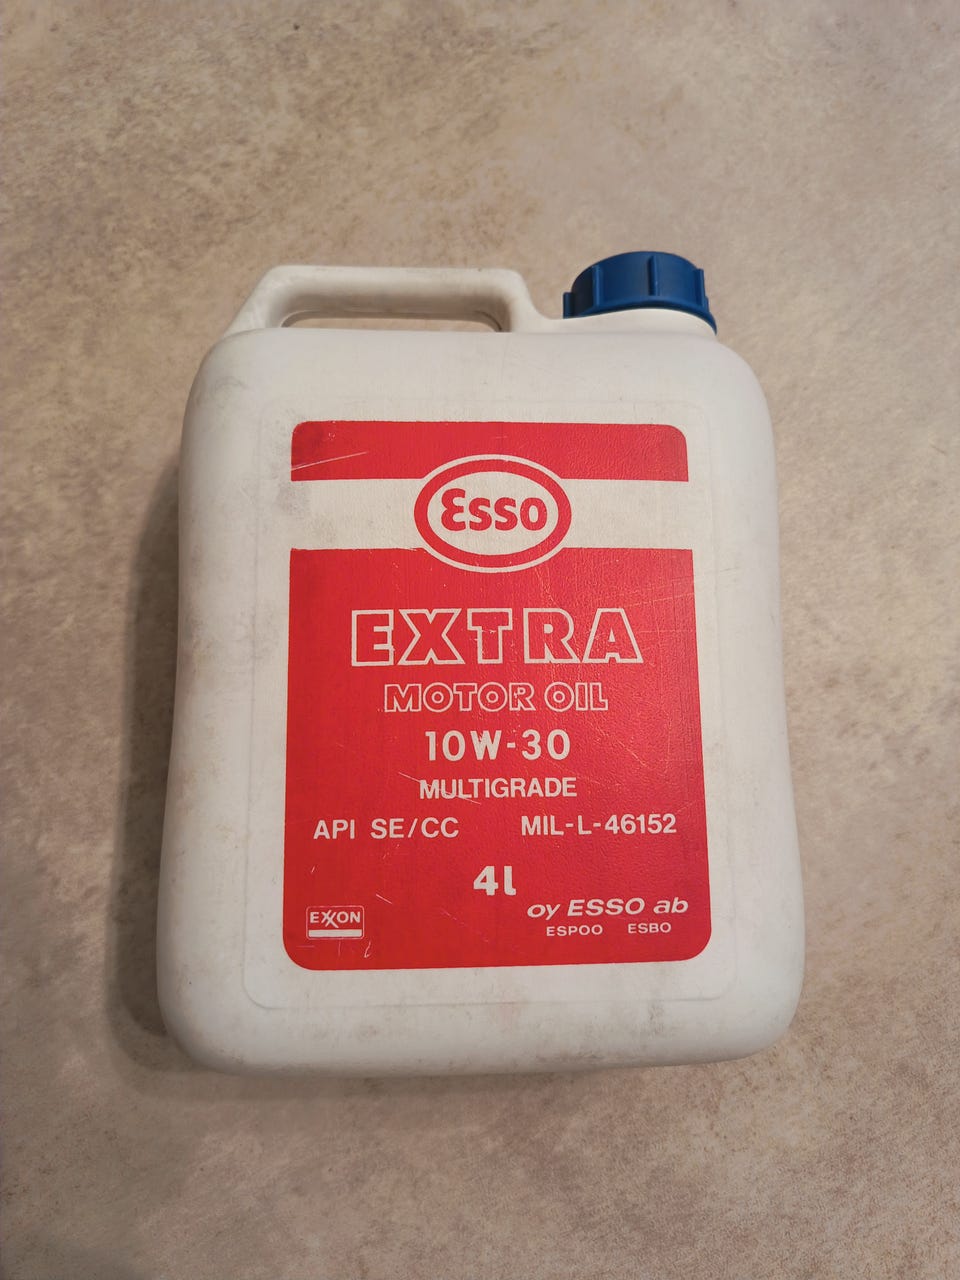 Esso
EXTRA
MOTOR OIL
10W-30
MULTIGRADE
API SE/CC MIL-L-46152
4l
EXXON
oy ESSO ab
ESPOO ESBO